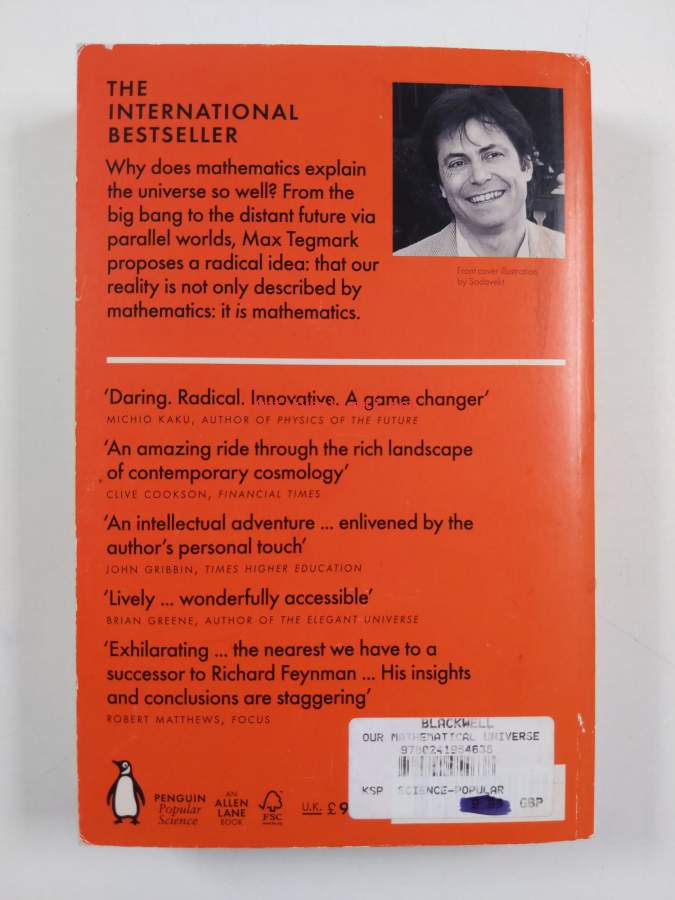 THE
INTERNATIONAL
BESTSELLER
Why does mathematics explain
the universe so well? From the
big bang to the distant future via
parallel worlds, Max Tegmark
proposes a radical idea: that our
reality is not only described by
mathematics: it is mathematics.
Front cover illustration
by Sodavekt
‘Daring. Radical. Innovative. A game changer’
MICHIO KAKU, AUTHOR OF PHYSICS OF THE FUTURE
‘An amazing ride through the rich landscape
of contemporary cosmology’
CLIVE COOKSON, FINANCIAL TIMES
‘An intellectual adventure ... enlivened by the
author’s personal touch’
JOHN GRIBBIN, TIMES HIGHER EDUCATION
‘Lively ... wonderfully accessible’
BRIAN GREENE, AUTHOR OF THE ELEGANT UNIVERSE
‘Exhilarating ... the nearest we have to a
successor to Richard Feynman ... His insights
and conclusions are staggering’
ROBERT MATTHEWS, FOCUS
BLACKWELL
OUR MATHEMATICAL UNIVERSE
9780241954638
KSP SCIENCE-POPULAR
GBP
PENGUIN
Popular
Science
AN
ALLEN
LANE
BOOK
FSC
U.K. £9